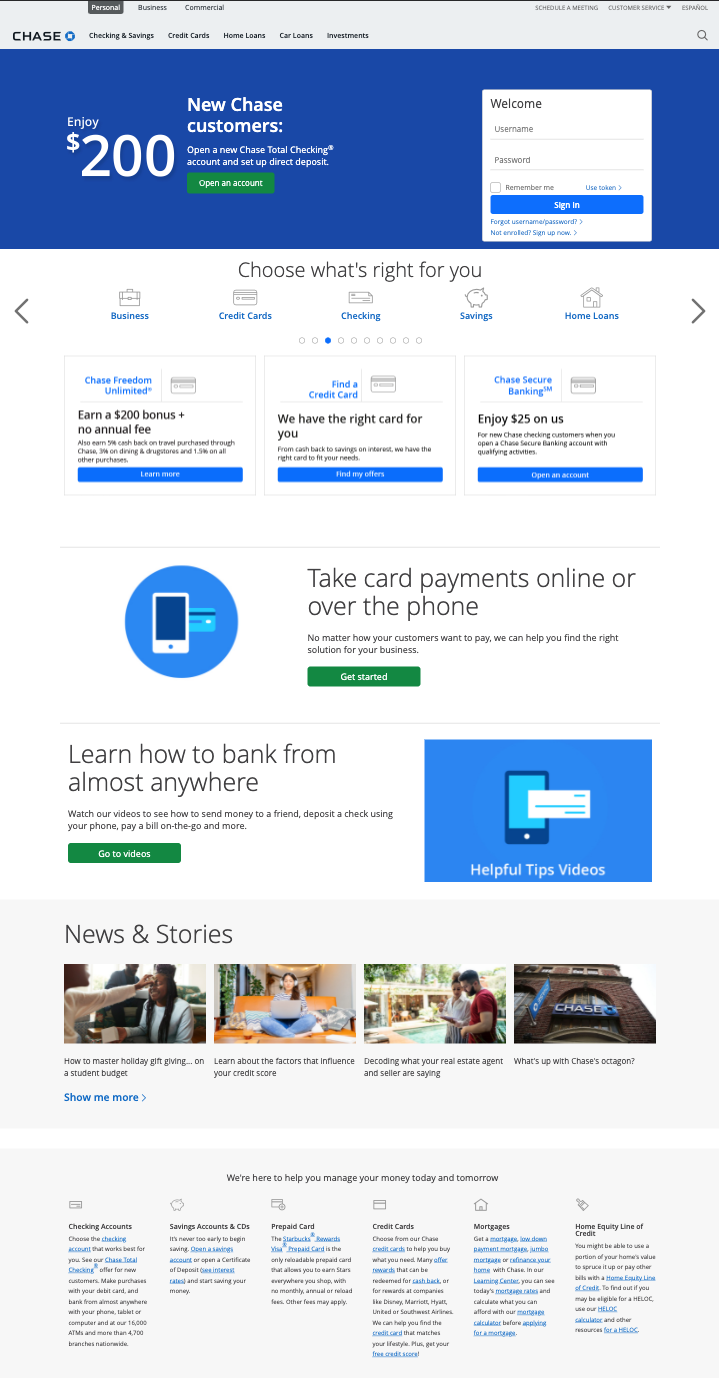 Personal
Business
Commercial
SCHEDULE A MEETING
CUSTOMER SERVICE
ESPAÑOL
CHASE
Checking & Savings
Credit Cards
Home Loans
Car Loans
Investments
Enjoy
$200
New Chase
customers:
Open a new Chase Total Checking®
account and set up direct deposit.
Open an account
Welcome
Username
Password
Remember me
Use token >
Sign in
Forgot username/password? >
Not enrolled? Sign up now. >
Choose what's right for you
Business
Credit Cards
Checking
Savings
Home Loans
Chase Freedom
Unlimited®
Earn a $200 bonus +
no annual fee
Also earn 5% cash back on travel purchased through
Chase, 3% on dining & drugstores and 1.5% on all
other purchases.
Learn more
Find a
Credit Card
We have the right card for
you
From cash back to savings on interest, we have the
right card to fit your needs.
Find my offers
Chase Secure
Banking℠
Enjoy $25 on us
For new Chase checking customers when you
open a Chase Secure Banking account with
qualifying activities.
Open an account
Take card payments online or
over the phone
No matter how your customers want to pay, we can help you find the right
solution for your business.
Get started
Learn how to bank from
almost anywhere
Watch our videos to see how to send money to a friend, deposit a check using
your phone, pay a bill on-the-go and more.
Go to videos
Helpful Tips Videos
News & Stories
CHASE
How to master holiday gift giving... on
a student budget
Learn about the factors that influence
your credit score
Decoding what your real estate agent
and seller are saying
What's up with Chase's octagon?
Show me more >
We're here to help you manage your money today and tomorrow
Checking Accounts
Choose the checking
account that works best for
you. See our Chase Total
Checking® offer for new
customers. Make purchases
with your debit card, and
bank from almost anywhere
with your phone, tablet or
computer and at our 16,000
ATMs and more than 4,700
branches nationwide.
Savings Accounts & CDs
It's never too early to begin
saving. Open a savings
account or open a Certificate
of Deposit (see interest
rates) and start saving your
money.
Prepaid Card
The Starbucks® Rewards
Visa® Prepaid Card is the
only reloadable prepaid card
that allows you to earn Stars
everywhere you shop, with
no monthly, annual or reload
fees. Other fees may apply.
Credit Cards
Choose from our Chase
credit cards to help you buy
what you need. Many offer
rewards that can be
redeemed for cash back, or
for rewards at companies
like Disney, Marriott, Hyatt,
United or Southwest Airlines.
We can help you find the
credit card that matches
your lifestyle. Plus, get your
free credit score!
Mortgages
Get a mortgage, low down
payment mortgage, jumbo
mortgage or refinance your
home with Chase. In our
Learning Center, you can see
today's mortgage rates and
calculate what you can
afford with our mortgage
calculator before applying
for a mortgage.
Home Equity Line of
Credit
You might be able to use a
portion of your home's value
to spruce it up or pay other
bills with a Home Equity Line
of Credit. To find out if you
may be eligible for a HELOC,
use our HELOC
calculator and other
resources for a HELOC.